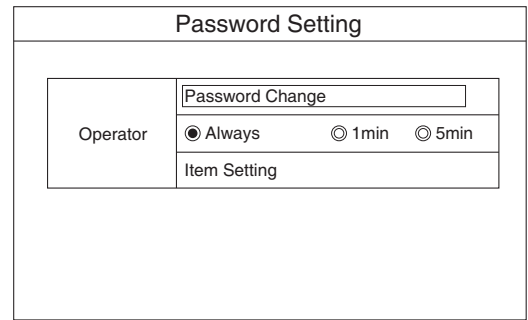 Password Setting
Password Change
Operator
Always 1min 5min
Item Setting